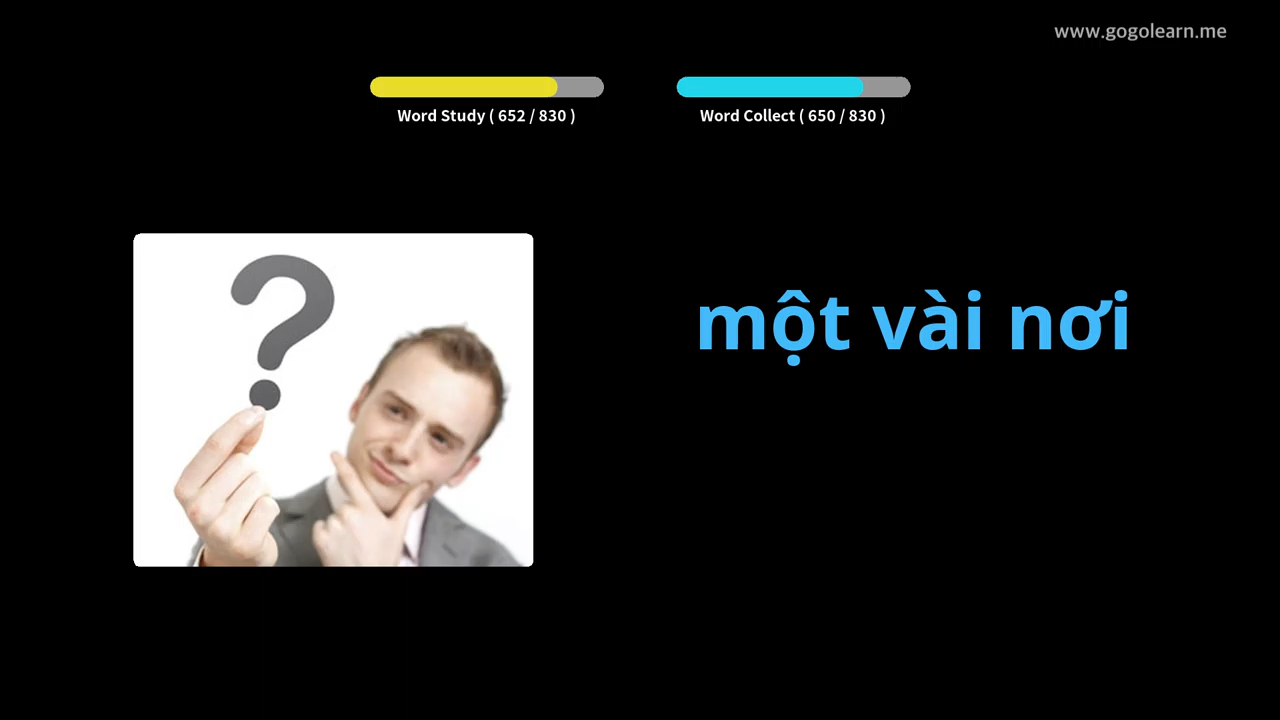 www.gogolearn.me
Word Study ( 652 / 830 )
Word Collect ( 650 / 830 )
?
một vài nơi